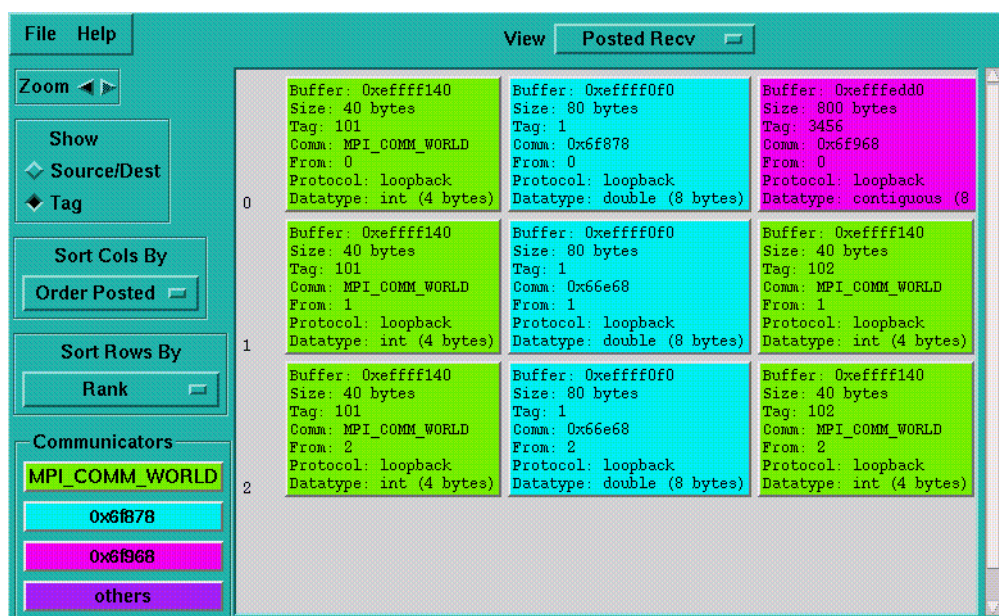 File Help
View Posted Recv
Zoom
Show
Source/Dest
Tag
Sort Cols By
Order Posted
Sort Rows By
Rank
Communicators
MPI_COMM_WORLD
0x6f878
0x6f968
others
0
Buffer: 0xeffff140
Size: 40 bytes
Tag: 101
Comm: MPI_COMM_WORLD
From: 0
Protocol: loopback
Datatype: int (4 bytes)
Buffer: 0xeffff0f0
Size: 80 bytes
Tag: 1
Comm: 0x6f878
From: 0
Protocol: loopback
Datatype: double (8 bytes)
Buffer: 0xefffedd0
Size: 800 bytes
Tag: 3456
Comm: 0x6f968
From: 0
Protocol: loopback
Datatype: contiguous (8
1
Buffer: 0xeffff140
Size: 40 bytes
Tag: 101
Comm: MPI_COMM_WORLD
From: 1
Protocol: loopback
Datatype: int (4 bytes)
Buffer: 0xeffff0f0
Size: 80 bytes
Tag: 1
Comm: 0x66e68
From: 1
Protocol: loopback
Datatype: double (8 bytes)
Buffer: 0xeffff140
Size: 40 bytes
Tag: 102
Comm: MPI_COMM_WORLD
From: 1
Protocol: loopback
Datatype: int (4 bytes)
2
Buffer: 0xeffff140
Size: 40 bytes
Tag: 101
Comm: MPI_COMM_WORLD
From: 2
Protocol: loopback
Datatype: int (4 bytes)
Buffer: 0xeffff0f0
Size: 80 bytes
Tag: 1
Comm: 0x66e68
From: 2
Protocol: loopback
Datatype: double (8 bytes)
Buffer: 0xeffff140
Size: 40 bytes
Tag: 102
Comm: MPI_COMM_WORLD
From: 2
Protocol: loopback
Datatype: int (4 bytes)